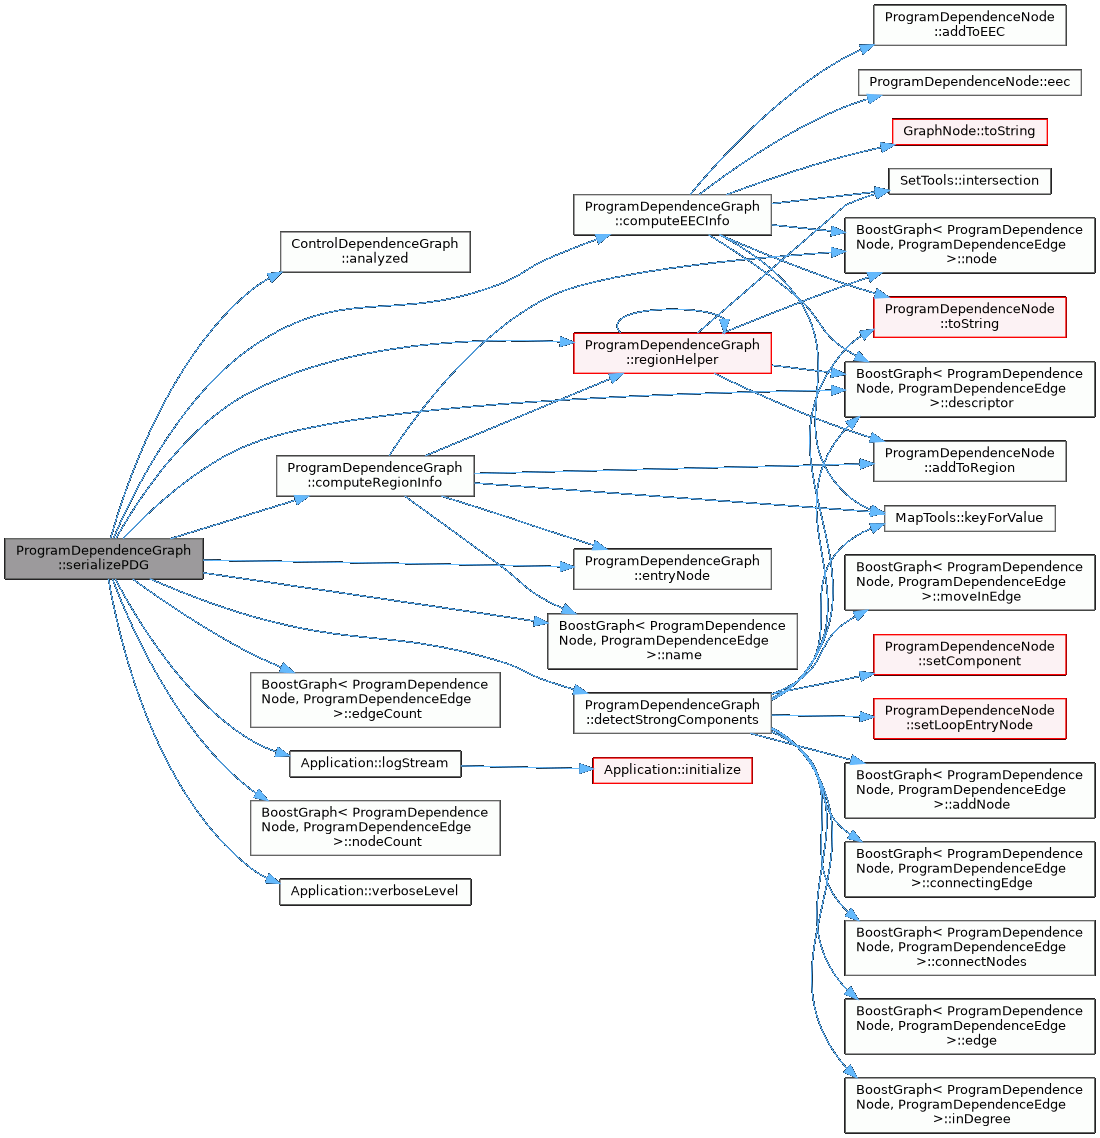 ProgramDependenceNode
::addToEEC
ProgramDependenceNode::eec
GraphNode::toString
SetTools::intersection
ProgramDependenceGraph
::computeEECInfo
BoostGraph< ProgramDependence
Node, ProgramDependenceEdge
>::node
ControlDependenceGraph
::analyzed
ProgramDependenceNode
::toString
ProgramDependenceGraph
::regionHelper
BoostGraph< ProgramDependence
Node, ProgramDependenceEdge
>::descriptor
ProgramDependenceNode
::addToRegion
ProgramDependenceGraph
::computeRegionInfo
MapTools::keyForValue
ProgramDependenceGraph
::serializePDG
ProgramDependenceGraph
::entryNode
BoostGraph< ProgramDependence
Node, ProgramDependenceEdge
>::moveInEdge
BoostGraph< ProgramDependence
Node, ProgramDependenceEdge
>::name
ProgramDependenceNode
::setComponent
BoostGraph< ProgramDependence
Node, ProgramDependenceEdge
>::edgeCount
ProgramDependenceGraph
::detectStrongComponents
ProgramDependenceNode
::setLoopEntryNode
Application::logStream
Application::initialize
BoostGraph< ProgramDependence
Node, ProgramDependenceEdge
>::addNode
BoostGraph< ProgramDependence
Node, ProgramDependenceEdge
>::nodeCount
BoostGraph< ProgramDependence
Node, ProgramDependenceEdge
>::connectingEdge
Application::verboseLevel
BoostGraph< ProgramDependence
Node, ProgramDependenceEdge
>::connectNodes
BoostGraph< ProgramDependence
Node, ProgramDependenceEdge
>::edge
BoostGraph< ProgramDependence
Node, ProgramDependenceEdge
>::inDegree